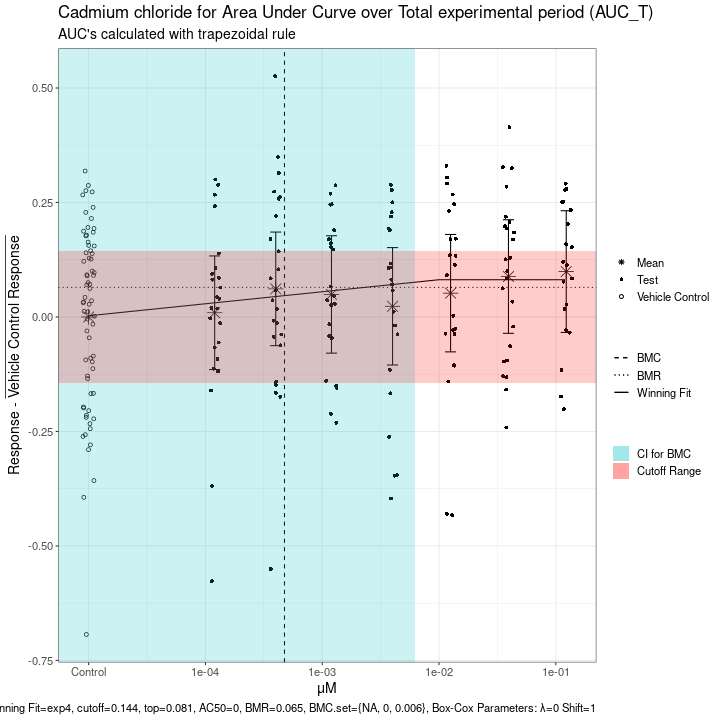 Cadmium chloride for Area Under Curve over Total experimental period (AUC_T)
AUC's calculated with trapezoidal rule
Response - Vehicle Control Response
0.50
0.25
0.00
-0.25
-0.50
-0.75
Control
1e-04
1e-03
1e-02
1e-01
μM
Mean
Test
Vehicle Control
BMC
BMR
Winning Fit
CI for BMC
Cutoff Range
nning Fit=exp4, cutoff=0.144, top=0.081, AC50=0, BMR=0.065, BMC.set={NA, 0, 0.006}, Box-Cox Parameters: λ=0 Shift=1